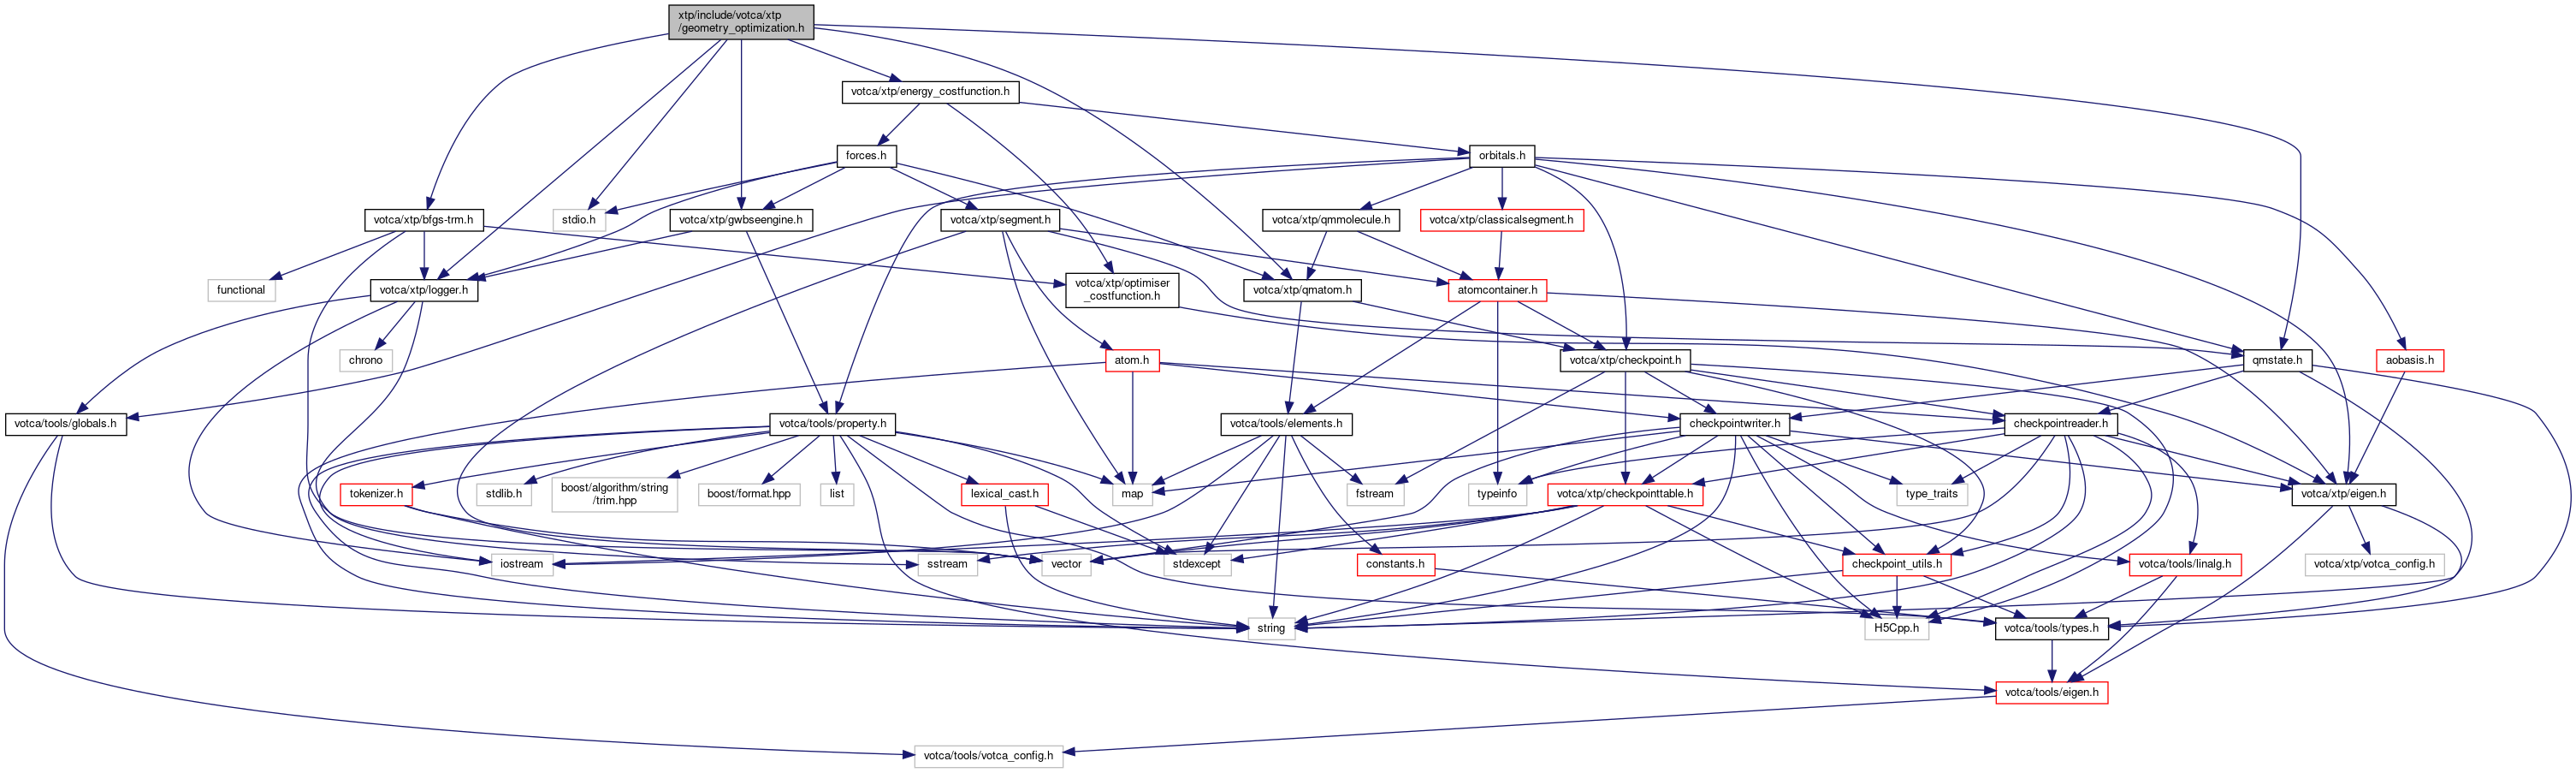 xtp/include/votca/xtp
/geometry_optimization.h
votca/xtp/energy_costfunction.h
forces.h
orbitals.h
votca/xtp/bfgs-trm.h
stdio.h
votca/xtp/gwbseengine.h
votca/xtp/segment.h
votca/xtp/qmmolecule.h
votca/xtp/classicalsegment.h
functional
votca/xtp/logger.h
votca/xtp/optimiser
_costfunction.h
votca/xtp/qmatom.h
atomcontainer.h
chrono
atom.h
votca/xtp/checkpoint.h
qmstate.h
aobasis.h
votca/tools/globals.h
votca/tools/property.h
votca/tools/elements.h
checkpointwriter.h
checkpointreader.h
tokenizer.h
stdlib.h
boost/algorithm/string
/trim.hpp
boost/format.hpp
list
lexical_cast.h
map
fstream
typeinfo
votca/xtp/checkpointtable.h
type_traits
votca/xtp/eigen.h
iostream
sstream
vector
stdexcept
constants.h
checkpoint_utils.h
votca/tools/linalg.h
votca/xtp/votca_config.h
string
H5Cpp.h
votca/tools/types.h
votca/tools/eigen.h
votca/tools/votca_config.h